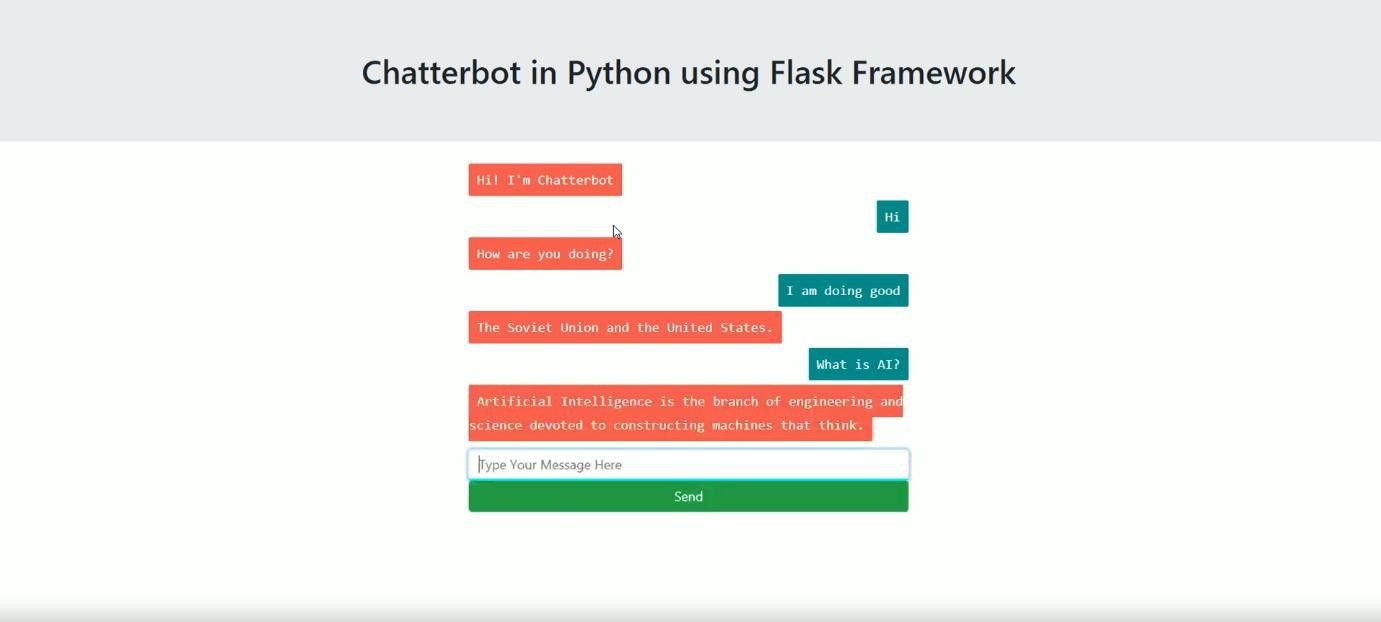 Chatterbot in Python using Flask Framework
Hi! I'm Chatterbot
Hi
How are you doing?
I am doing good
The Soviet Union and the United States.
What is AI?
Artificial Intelligence is the branch of engineering and
science devoted to constructing machines that think.
Type Your Message Here
Send